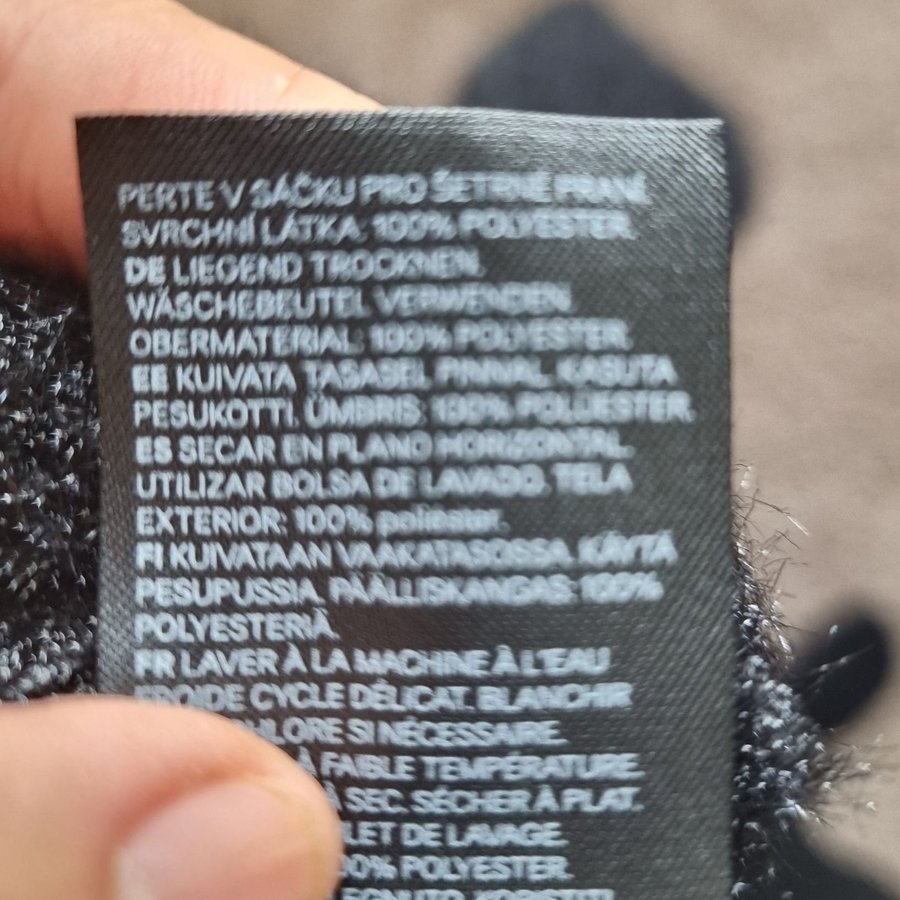 PERTE V SÁČKU PRO ŠETRNÉ PRANÍ.
SVRCHNÍ LÁTKA: 100% POLYESTER.
DE LIEGEND TROCKNEN.
WÄSCHEBEUTEL VERWENDEN.
OBERMATERIAL: 100% POLYESTER.
EE KUIVATA TASASEL PINNAL. KASUTA
PESUKOTTI. ÜMBRIS: 100% POLÜESTER.
ES SECAR EN PLANO HORIZONTAL.
UTILIZAR BOLSA DE LAVADO. TELA
EXTERIOR: 100% poliester.
FI KUIVATAAN VAAKATASOSSA. KÄYTÄ
PESUPUSSIA. PÄÄLLISKANGAS: 100%
POLYESTERIÄ.
FR LAVER À LA MACHINE À L'EAU
FROIDE CYCLE DÉLICAT. BLANCHIR
SI NÉCESSAIRE.
À FAIBLE TEMPÉRATURE.
À SEC. SÉCHER À PLAT.
DE LAVAGE.
POLYESTER.